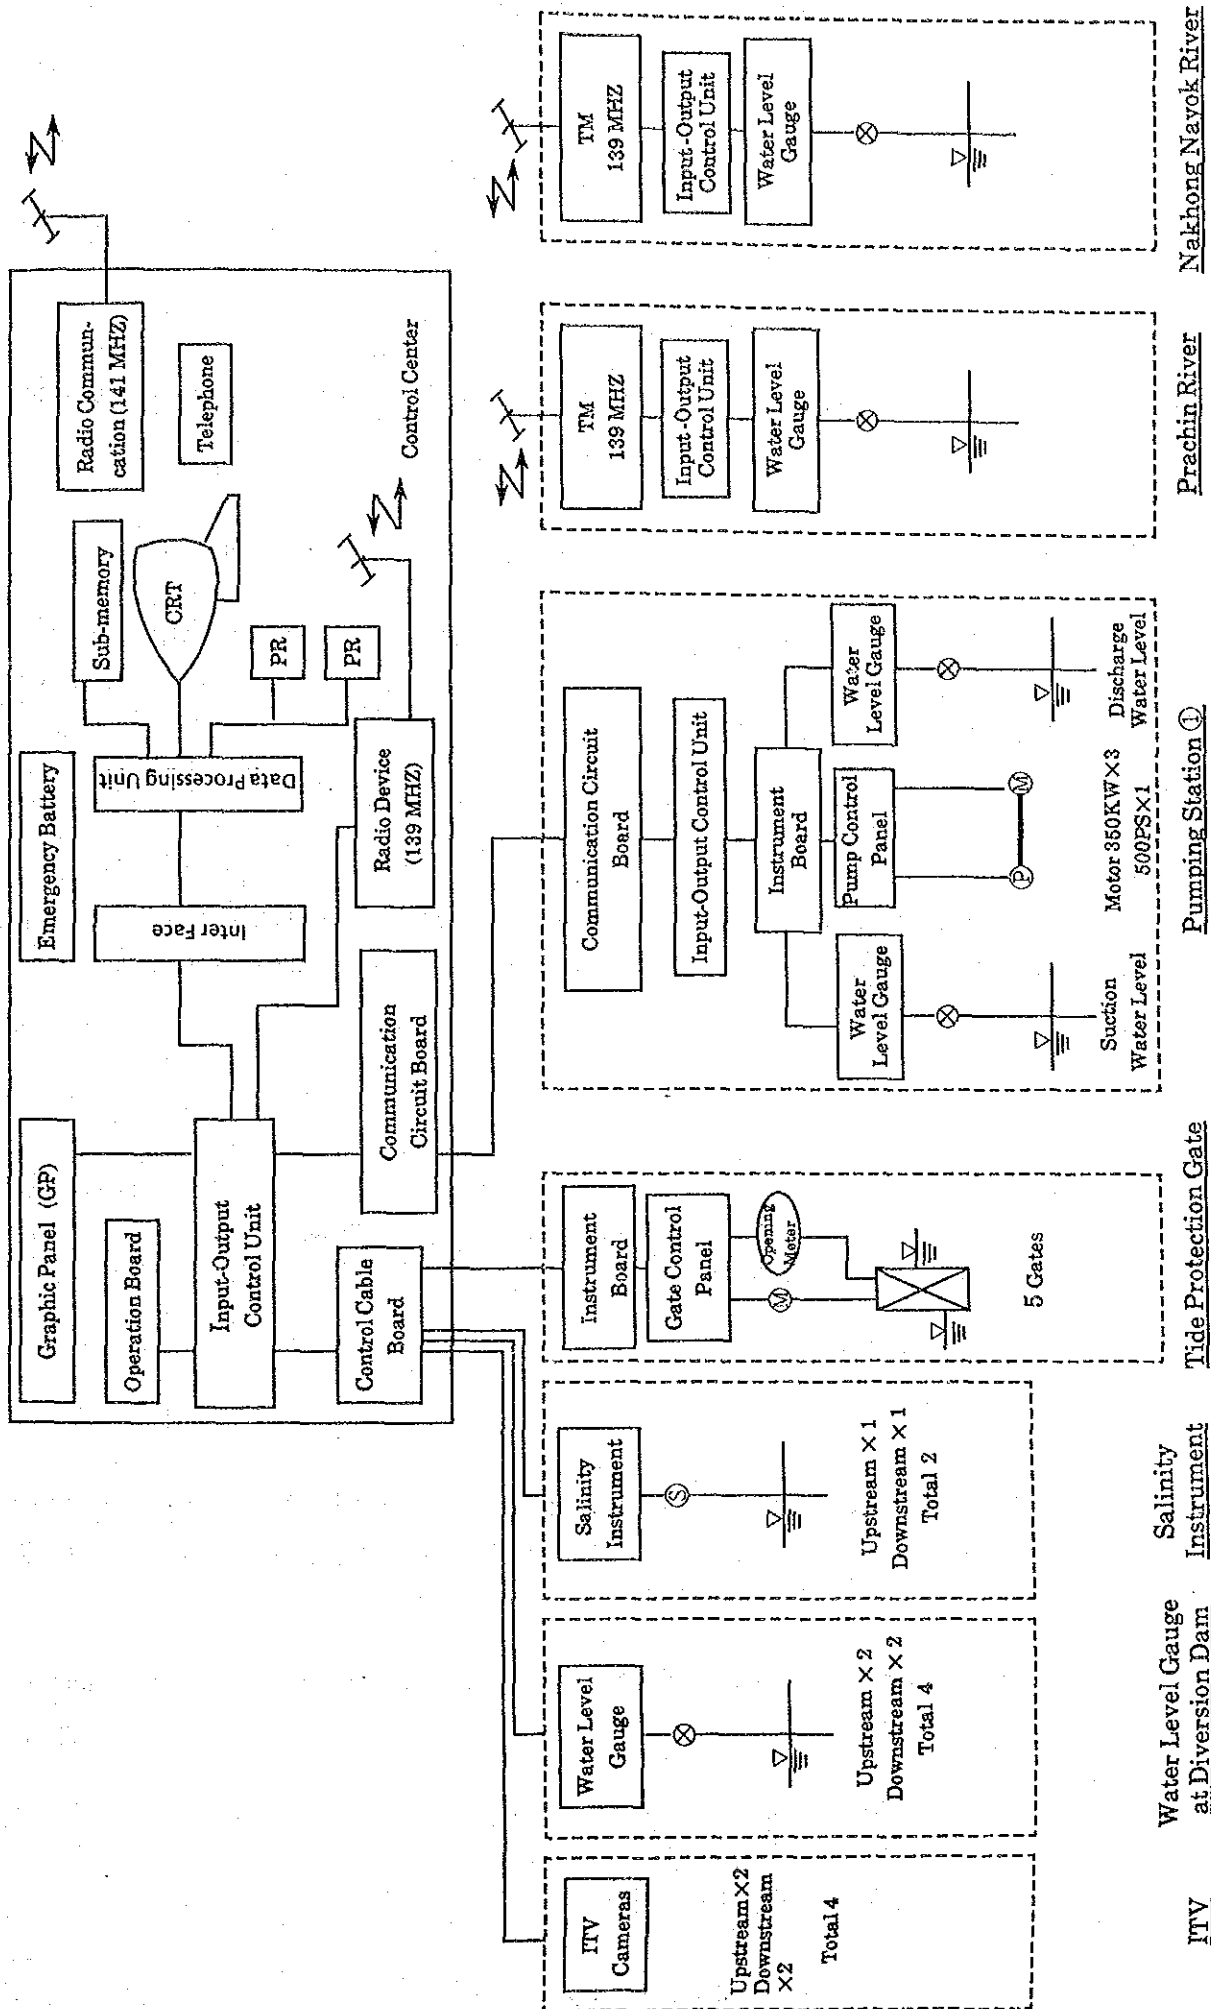 Graphic Panel (GP)
Operation Board
Input-Output
Control Unit
Control Cable
Board
Communication
Circuit Board
Emergency Battery
Inter Face
Data Processing
Unit
Radio Device
(139 MHZ)
Sub-memory
CRT
PR
PR
Radio Commun-
cation (141 MHZ)
Telephone
Control Center
ITV
Cameras
Upstream×2
Downstream
×2
Total 4
ITV
Water Level
Gauge
Upstream × 2
Downstream × 2
Total 4
Water Level Gauge
at Diversion Dam
Salinity
Instrument
S
Upstream × 1
Downstream × 1
Total 2
Salinity
Instrument
Instrument
Board
Gate Control
Panel
M
Opening
Meter
5 Gates
Tide Protection Gate
Communication Circuit
Board
Input-Output Control Unit
Instrument
Board
Water
Level Gauge
Pump Control
Panel
Water
Level Gauge
P
M
Suction
Water Level
Motor 350KW×3
500PS×1
Discharge
Water Level
Pumping Station ①
TM
139 MHZ
Input-Output
Control Unit
Water Level
Gauge
Prachin River
TM
139 MHZ
Input-Output
Control Unit
Water Level
Gauge
Nakhong Nayok River